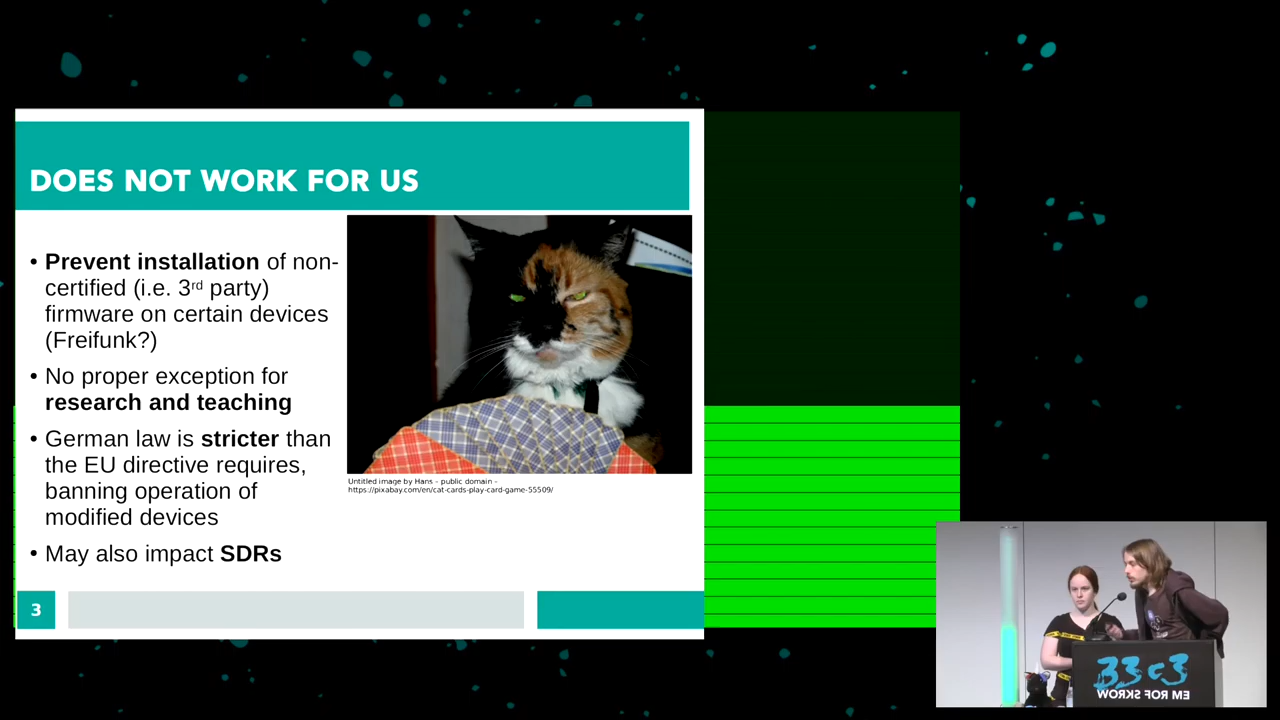 DOES NOT WORK FOR US
• Prevent installation of non-
certified (i.e. 3rd party)
firmware on certain devices
(Freifunk?)
• No proper exception for
research and teaching
• German law is stricter than
the EU directive requires,
banning operation of
modified devices
• May also impact SDRs
Untitled image by Hans – public domain –
https://pixabay.com/en/cat-cards-play-card-game-55509/
3
33c3
WORKS FOR ME